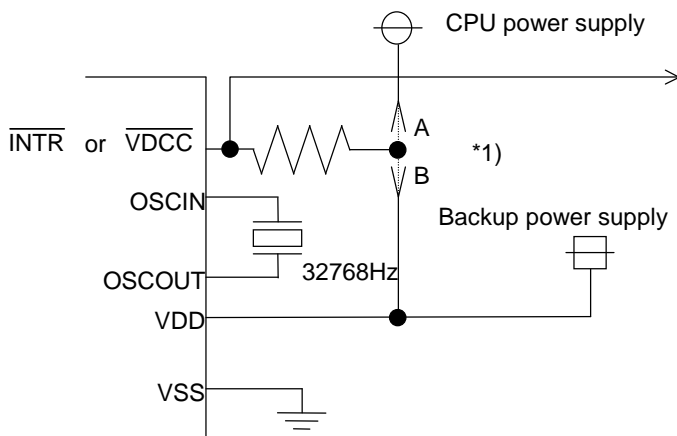 CPU power supply
A
INTR or VDCC
*1)
B
OSCIN
Backup power supply
OSCOUT
32768Hz
VDD
VSS